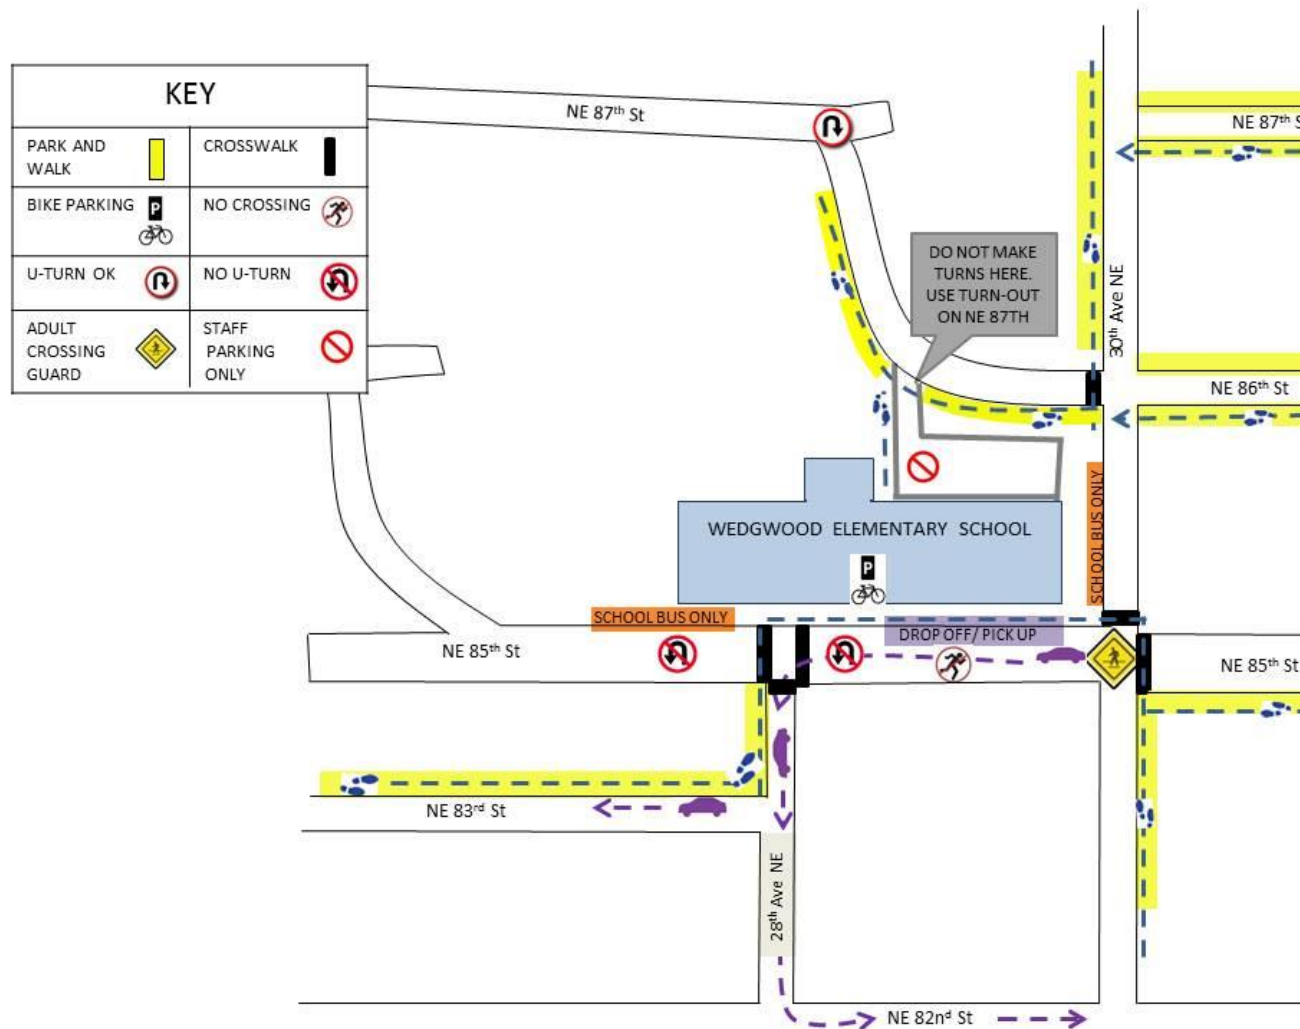 KEY
PARK AND
WALK
CROSSWALK
BIKE PARKING
P
NO CROSSING
U-TURN OK
NO U-TURN
ADULT
CROSSING
GUARD
STAFF
PARKING
ONLY
NE 87th St
NE 87th S
DO NOT MAKE
TURNS HERE.
USE TURN-OUT
ON NE 87TH
30th Ave NE
NE 86th St
SCHOOL BUS ONLY
WEDGWOOD ELEMENTARY SCHOOL
P
SCHOOL BUS ONLY
DROP OFF/ PICK UP
NE 85th St
NE 85th St
NE 83rd St
28th Ave NE
NE 82nd St